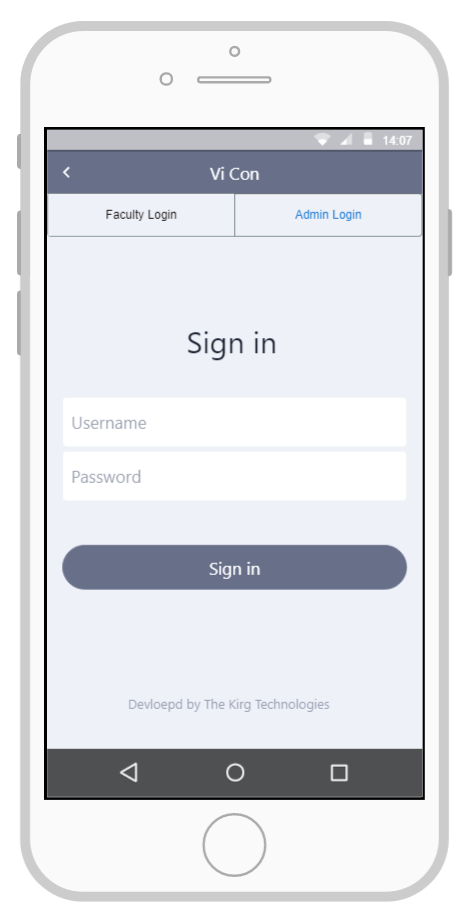 14:07
Vi Con
Faculty Login
Admin Login
Sign in
Username
Password
Sign in
Devloepd by The Kirg Technologies